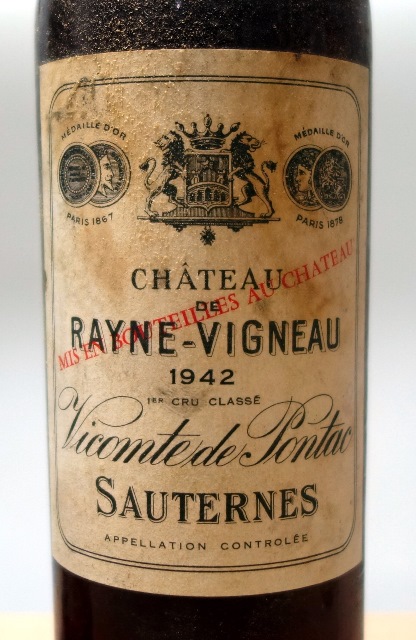 MÉDAILLE D'OR
PARIS 1867
MÉDAILLE D'OR
PARIS 1878
CHÂTEAU
DE
RAYNE-VIGNEAU
MIS EN BOUTEILLES AU CHATEAU
1942
1ER CRU CLASSÉ
Vicomte de Pontac
SAUTERNES
APPELLATION CONTROLÉE